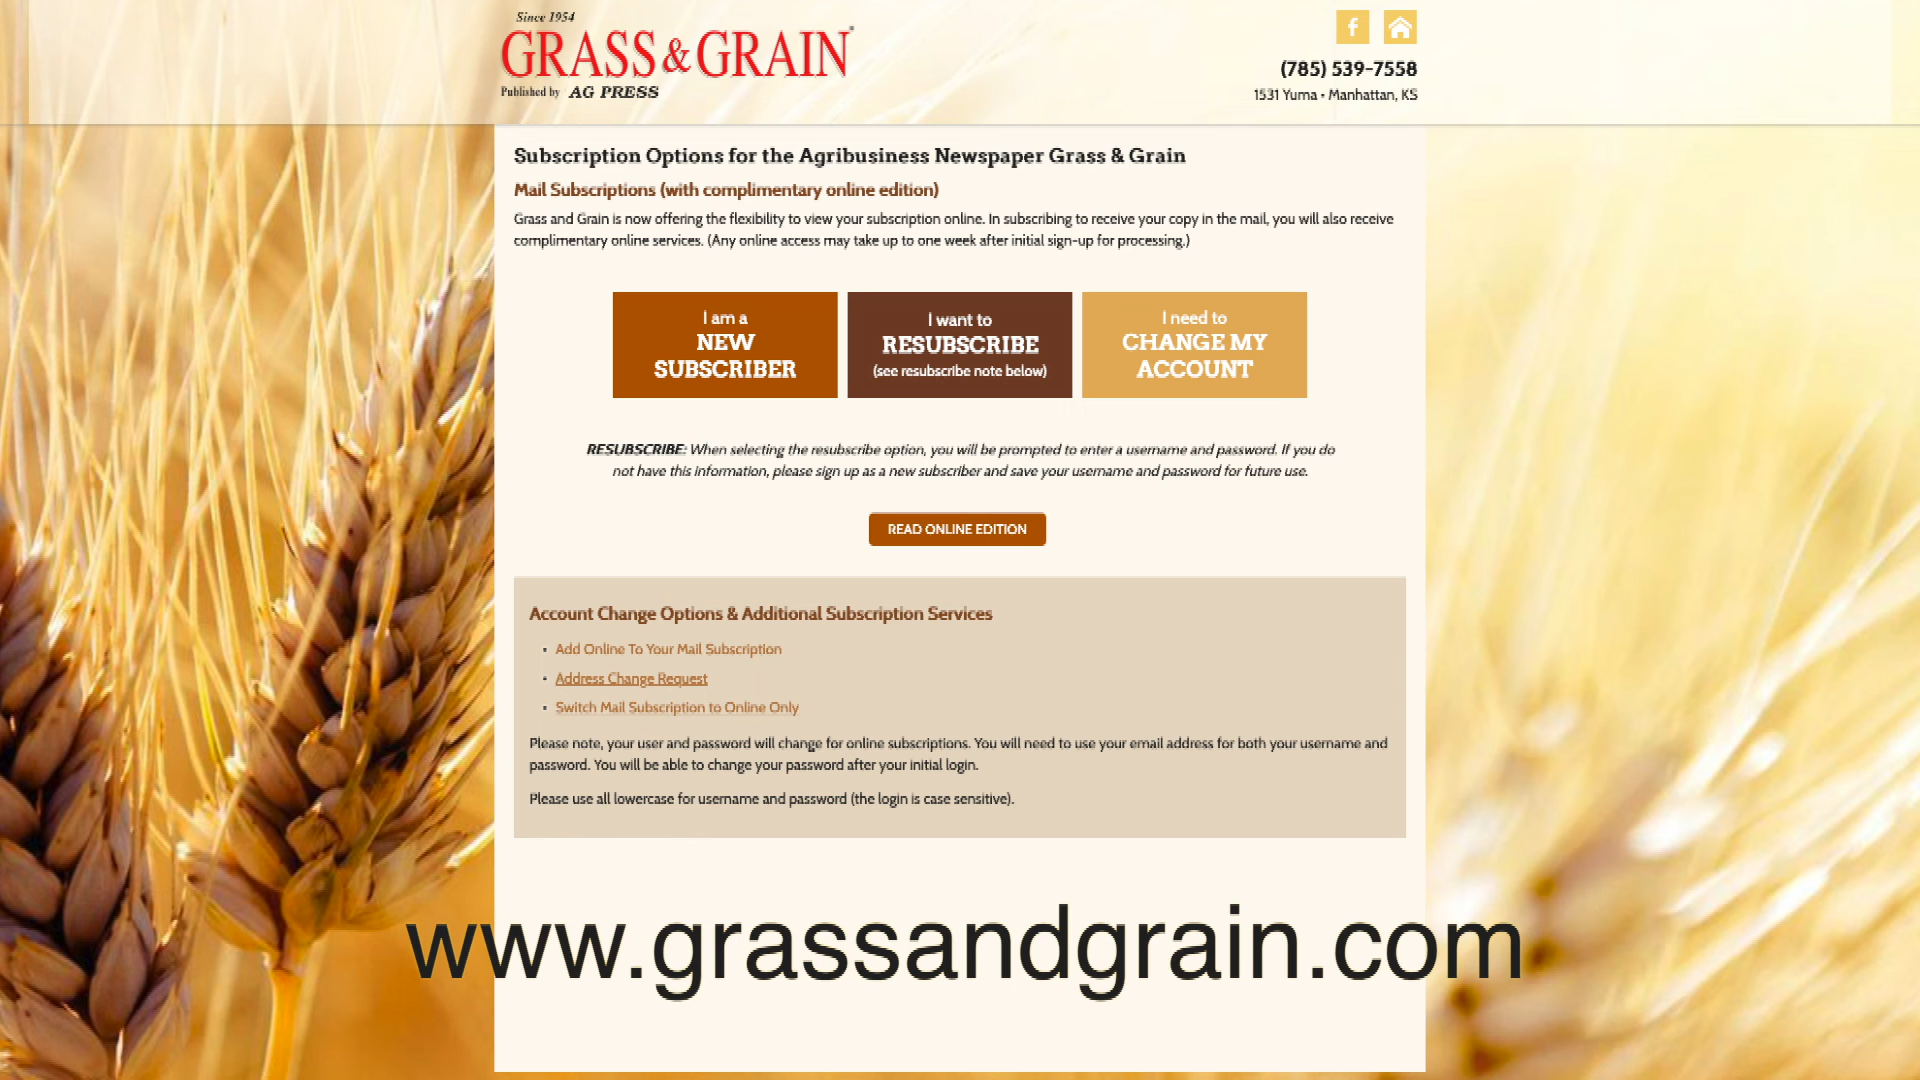 Since 1954
GRASS & GRAIN
Published by AG PRESS
(785) 539-7558
1531 Yuma • Manhattan, KS
Subscription Options for the Agribusiness Newspaper Grass & Grain
Mail Subscriptions (with complimentary online edition)
Grass and Grain is now offering the flexibility to view your subscription online. In subscribing to receive your copy in the mail, you will also receive
complimentary online services. (Any online access may take up to one week after initial sign-up for processing.)
I am a
NEW
SUBSCRIBER
I want to
RESUBSCRIBE
(see resubscribe note below)
I need to
CHANGE MY
ACCOUNT
RESUBSCRIBE: When selecting the resubscribe option, you will be prompted to enter a username and password. If you do
not have this information, please sign up as a new subscriber and save your username and password for future use.
READ ONLINE EDITION
Account Change Options & Additional Subscription Services
• Add Online To Your Mail Subscription
• Address Change Request
• Switch Mail Subscription to Online Only
Please note, your user and password will change for online subscriptions. You will need to use your email address for both your username and
password. You will be able to change your password after your initial login.
Please use all lowercase for username and password (the login is case sensitive).
www.grassandgrain.com